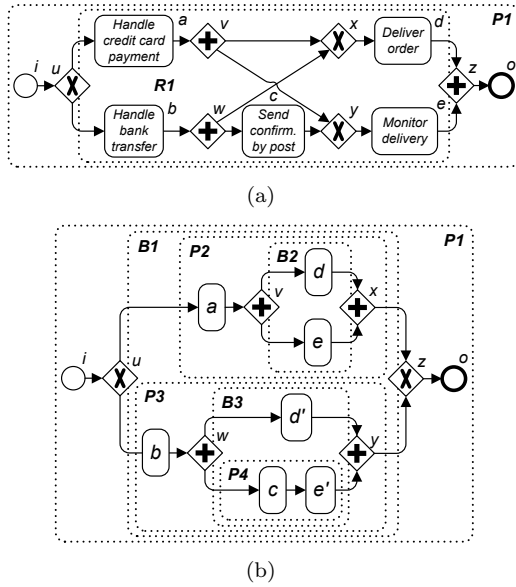 P1
i
u
Handle
credit card
payment
a
v
x
Deliver
order
d
z
o
R1
Handle
bank
transfer
b
w
c
Send
confirm.
by post
y
Monitor
delivery
e
(a)
P1
B1
P2
B2
a
v
d
e
x
i
u
z
o
P3
B3
b
w
d'
y
P4
c
e'
(b)